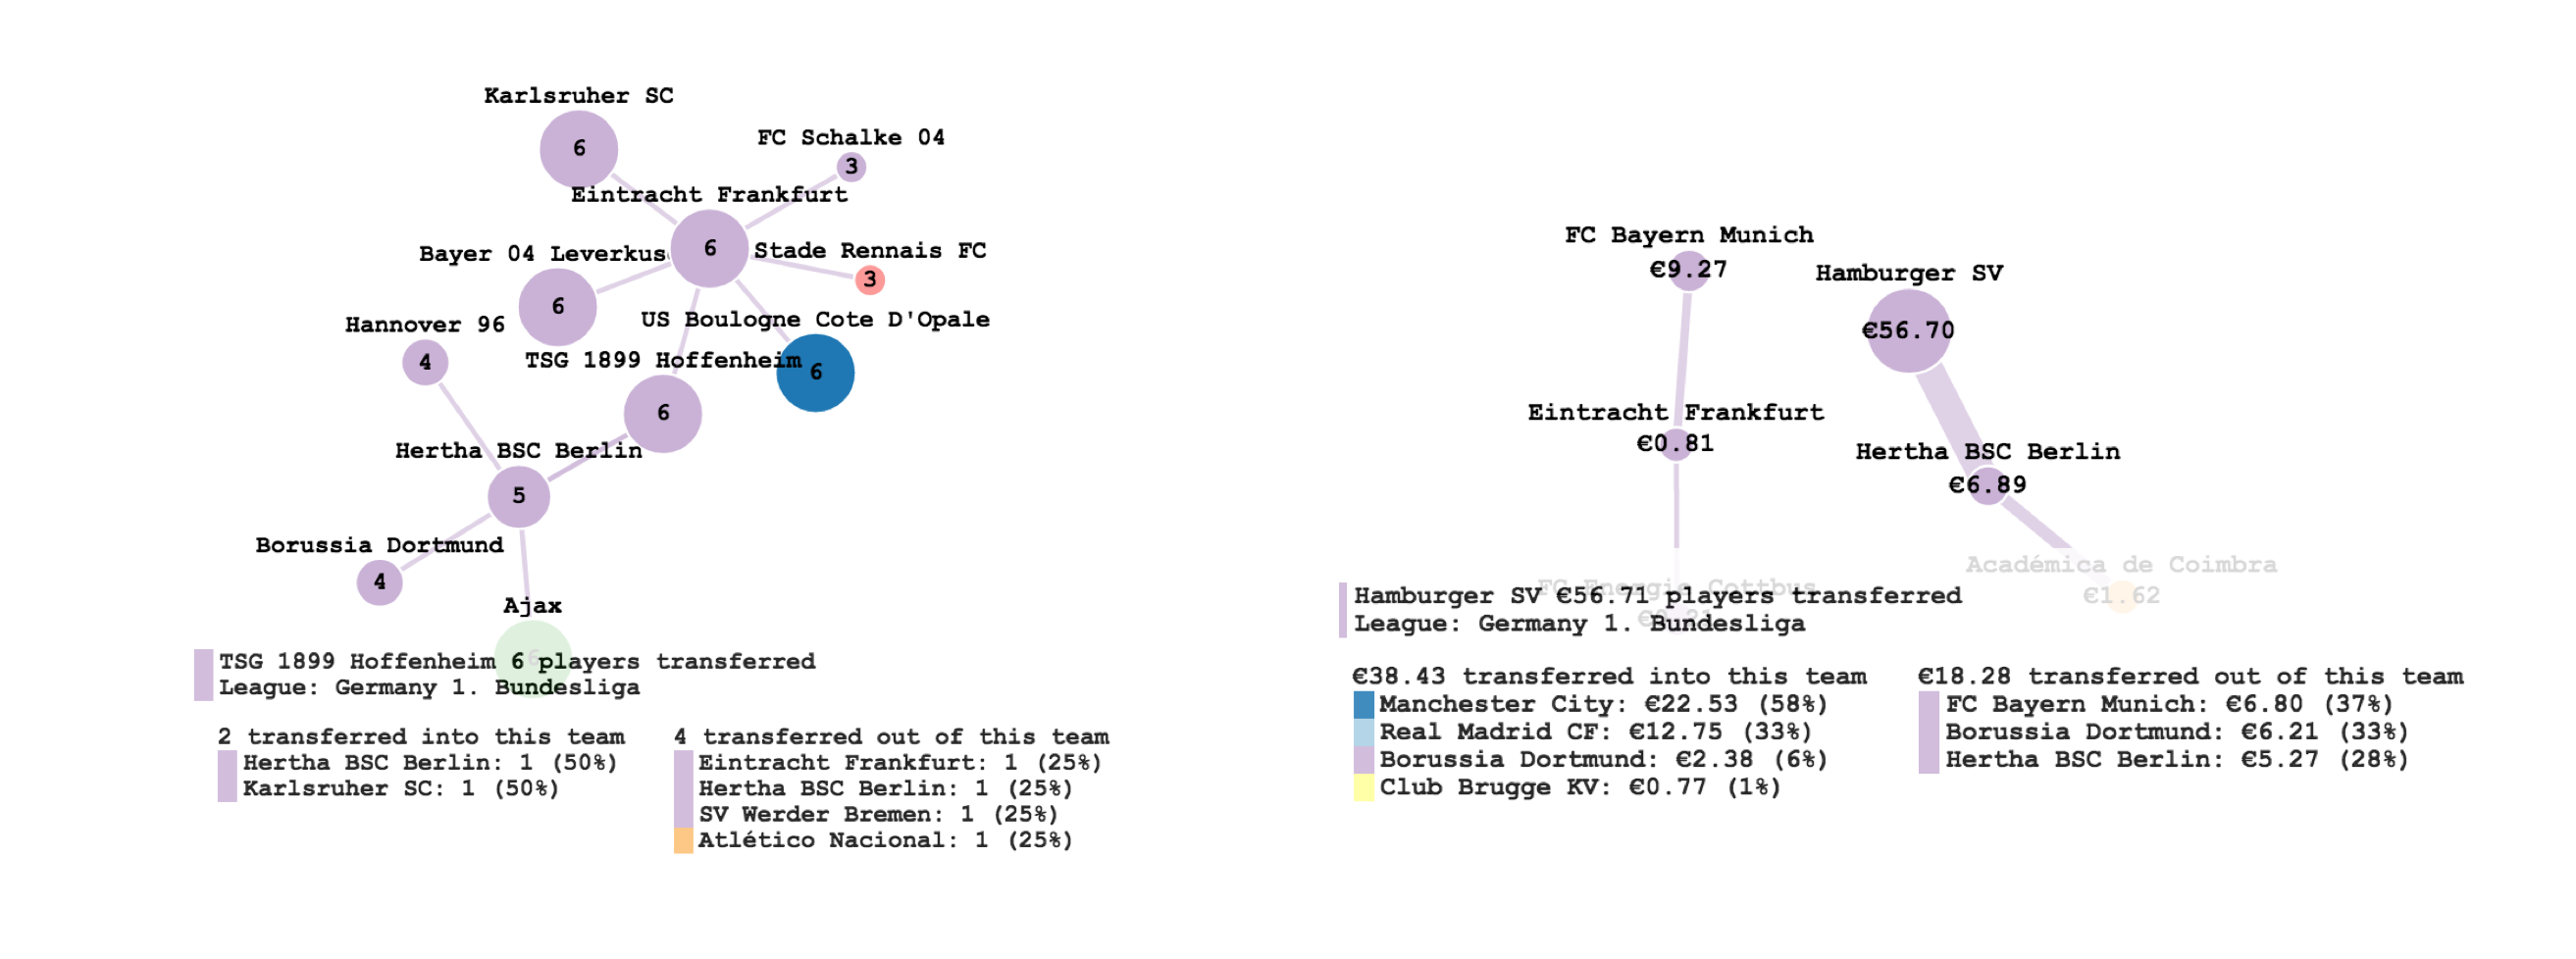 Karlsruher SC
6
FC Schalke 04
3
Eintracht Frankfurt
6
Bayer 04 Leverkus
6
Stade Rennais FC
3
Hannover 96
4
US Boulogne Cote D'Opale
6
TSG 1899 Hoffenheim
6
Hertha BSC Berlin
5
Borussia Dortmund
4
Ajax
TSG 1899 Hoffenheim 6 players transferred
League: Germany 1. Bundesliga
2 transferred into this team
Hertha BSC Berlin: 1 (50%)
Karlsruher SC: 1 (50%)
4 transferred out of this team
Eintracht Frankfurt: 1 (25%)
Hertha BSC Berlin: 1 (25%)
SV Werder Bremen: 1 (25%)
Atlético Nacional: 1 (25%)
FC Bayern Munich
€9.27
Hamburger SV
€56.70
Eintracht Frankfurt
€0.81
Hertha BSC Berlin
€6.89
Académica de Coimbra
€1.62
FC Energie Cottbus
Hamburger SV €56.71 players transferred
League: Germany 1. Bundesliga
€38.43 transferred into this team
Manchester City: €22.53 (58%)
Real Madrid CF: €12.75 (33%)
Borussia Dortmund: €2.38 (6%)
Club Brugge KV: €0.77 (1%)
€18.28 transferred out of this team
FC Bayern Munich: €6.80 (37%)
Borussia Dortmund: €6.21 (33%)
Hertha BSC Berlin: €5.27 (28%)